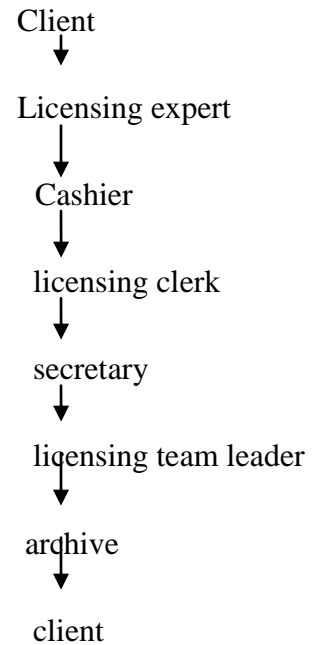 Client
Licensing expert
Cashier
licensing clerk
secretary
licensing team leader
archive
client